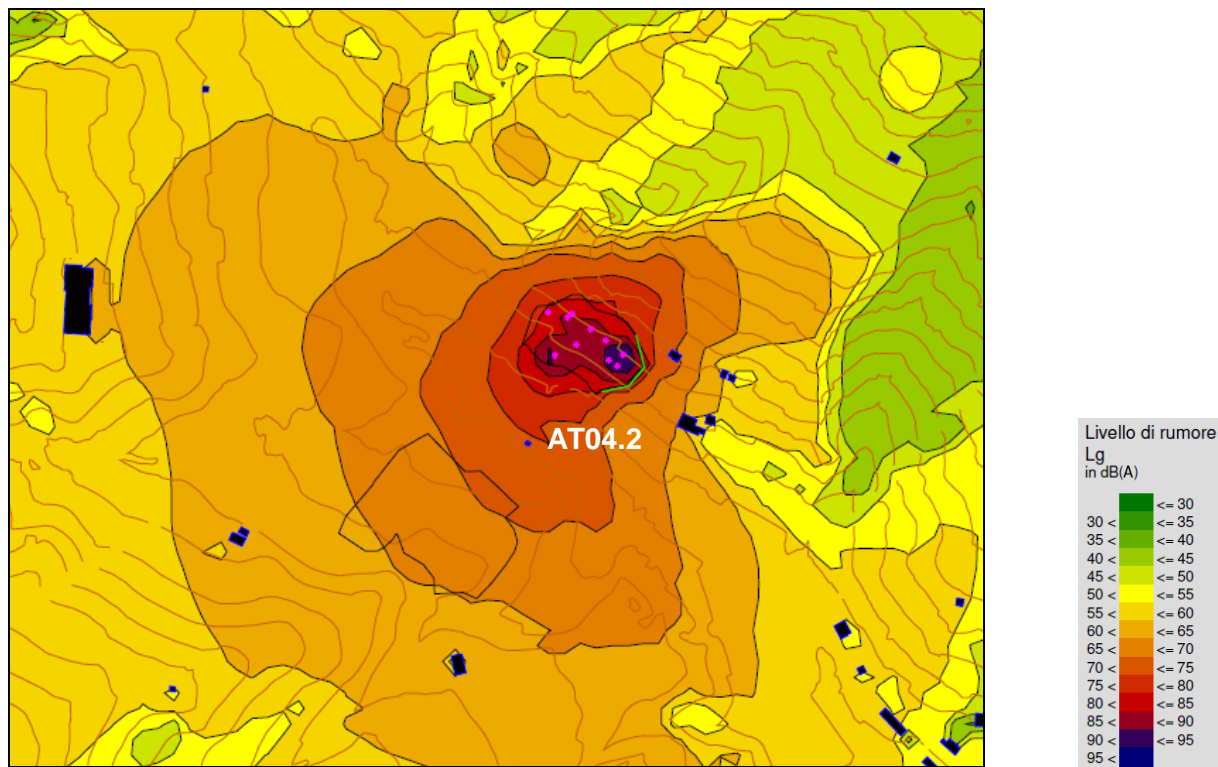 AT04.2
Livello di rumore
Lg
in dB(A)
<= 30
30 < <= 35
35 < <= 40
40 < <= 45
45 < <= 50
50 < <= 55
55 < <= 60
60 < <= 65
65 < <= 70
70 < <= 75
75 < <= 80
80 < <= 85
85 < <= 90
90 < <= 95
95 <